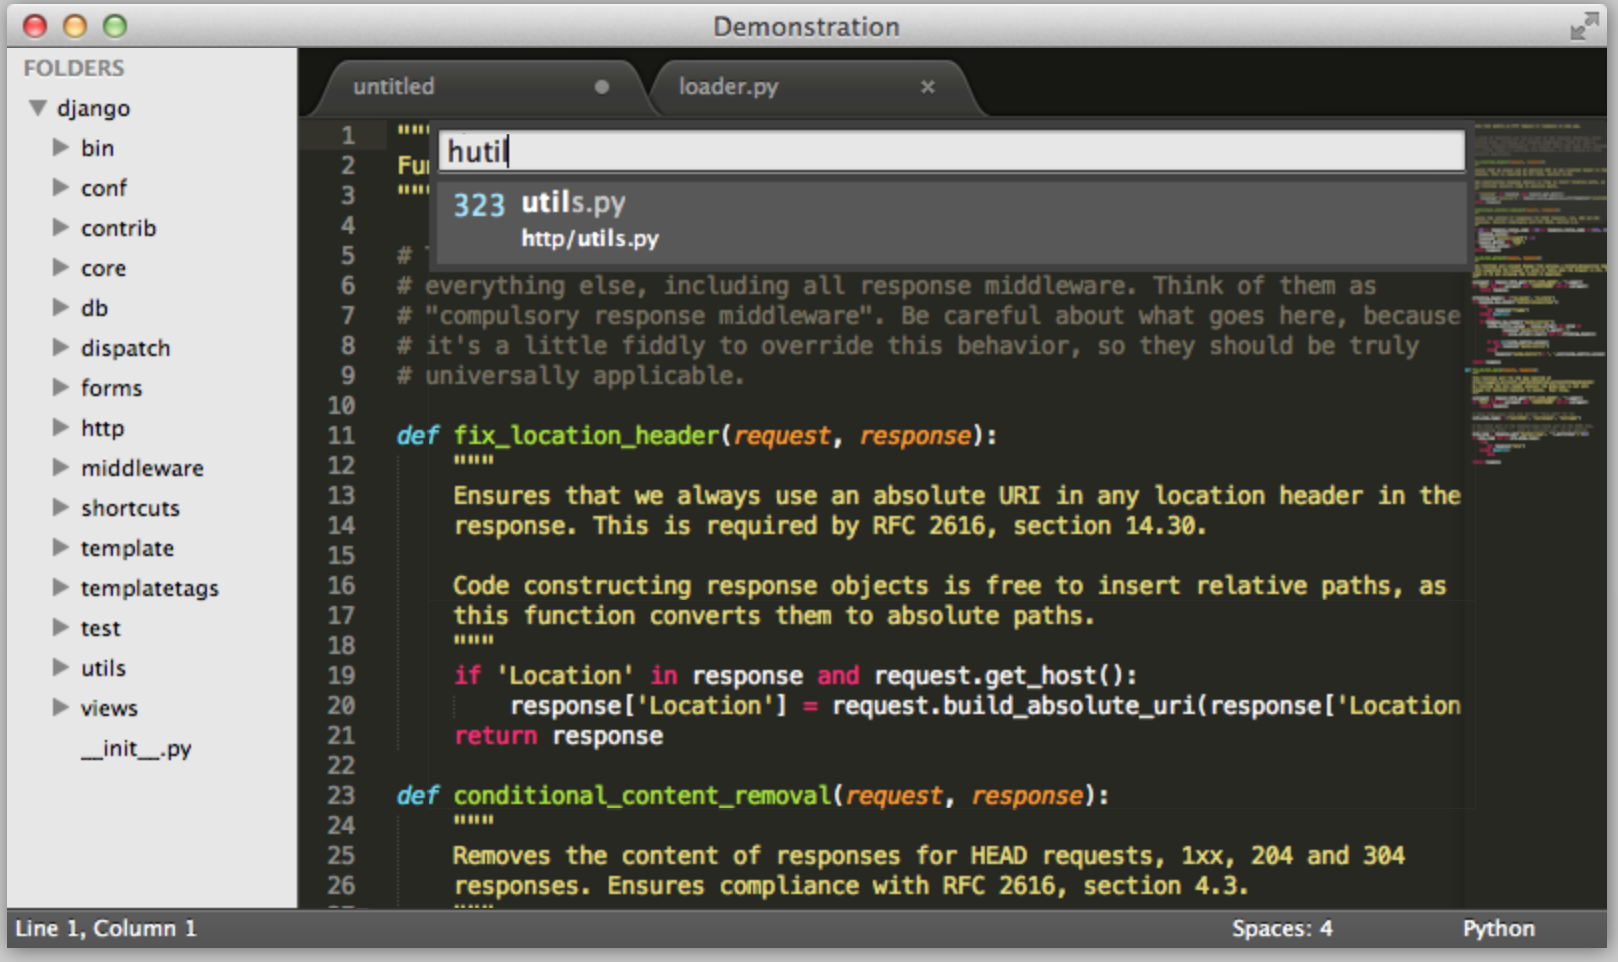 Demonstration
FOLDERS
django
bin
conf
contrib
core
db
dispatch
forms
http
middleware
shortcuts
template
templatetags
test
utils
views
__init__.py
untitled
loader.py
hutil
323 utils.py
http/utils.py
1 """
2 Fu
3 """
4
5 #
6 # everything else, including all response middleware. Think of them as
7 # "compulsory response middleware". Be careful about what goes here, because
8 # it's a little fiddly to override this behavior, so they should be truly
9 # universally applicable.
10
11 def fix_location_header(request, response):
12 """
13 Ensures that we always use an absolute URI in any location header in the
14 response. This is required by RFC 2616, section 14.30.
15
16 Code constructing response objects is free to insert relative paths, as
17 this function converts them to absolute paths.
18 """
19 if 'Location' in response and request.get_host():
20 response['Location'] = request.build_absolute_uri(response['Location
21 return response
22
23 def conditional_content_removal(request, response):
24 """
25 Removes the content of responses for HEAD requests, 1xx, 204 and 304
26 responses. Ensures compliance with RFC 2616, section 4.3.
Line 1, Column 1
Spaces: 4
Python